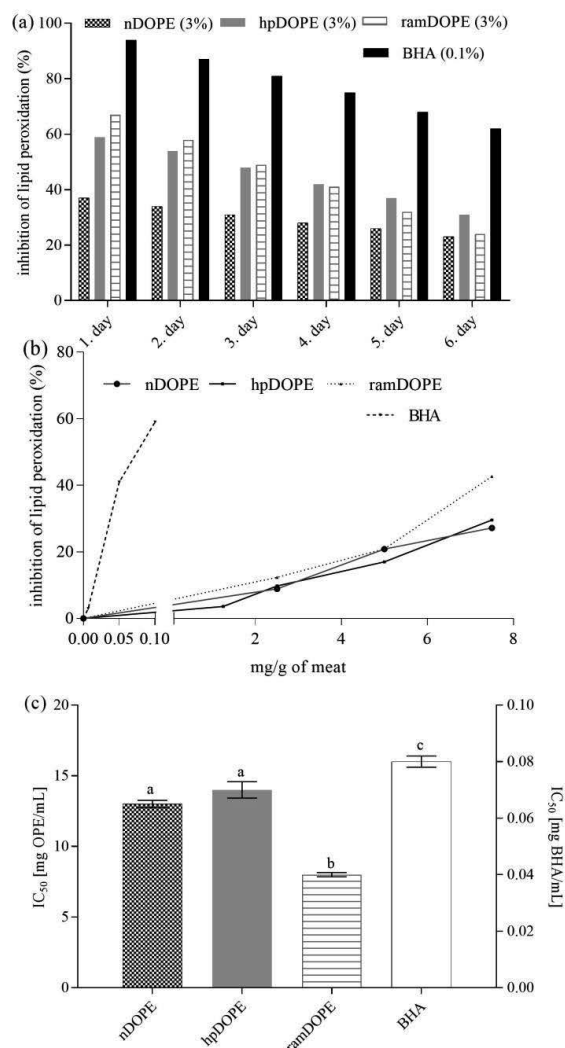 (a)
nDOPE (3%) hpDOPE (3%) ramDOPE (3%)
BHA (0.1%)
inhibition of lipid peroxidation (%)
100
80
60
40
20
0
1. day 2. day 3. day 4. day 5. day 6. day
(b)
nDOPE hpDOPE ramDOPE
BHA
inhibition of lipid peroxidation (%)
80
60
40
20
0
0.00 0.05 0.10 2 4 6 8
mg/g of meat
(c)
IC50 [mg OPE/mL]
20
15
10
5
0
a a b c
0.10
0.08
0.06
0.04
0.02
0.00
IC50 [mg BHA/mL]
nDOPE hpDOPE ramDOPE BHA